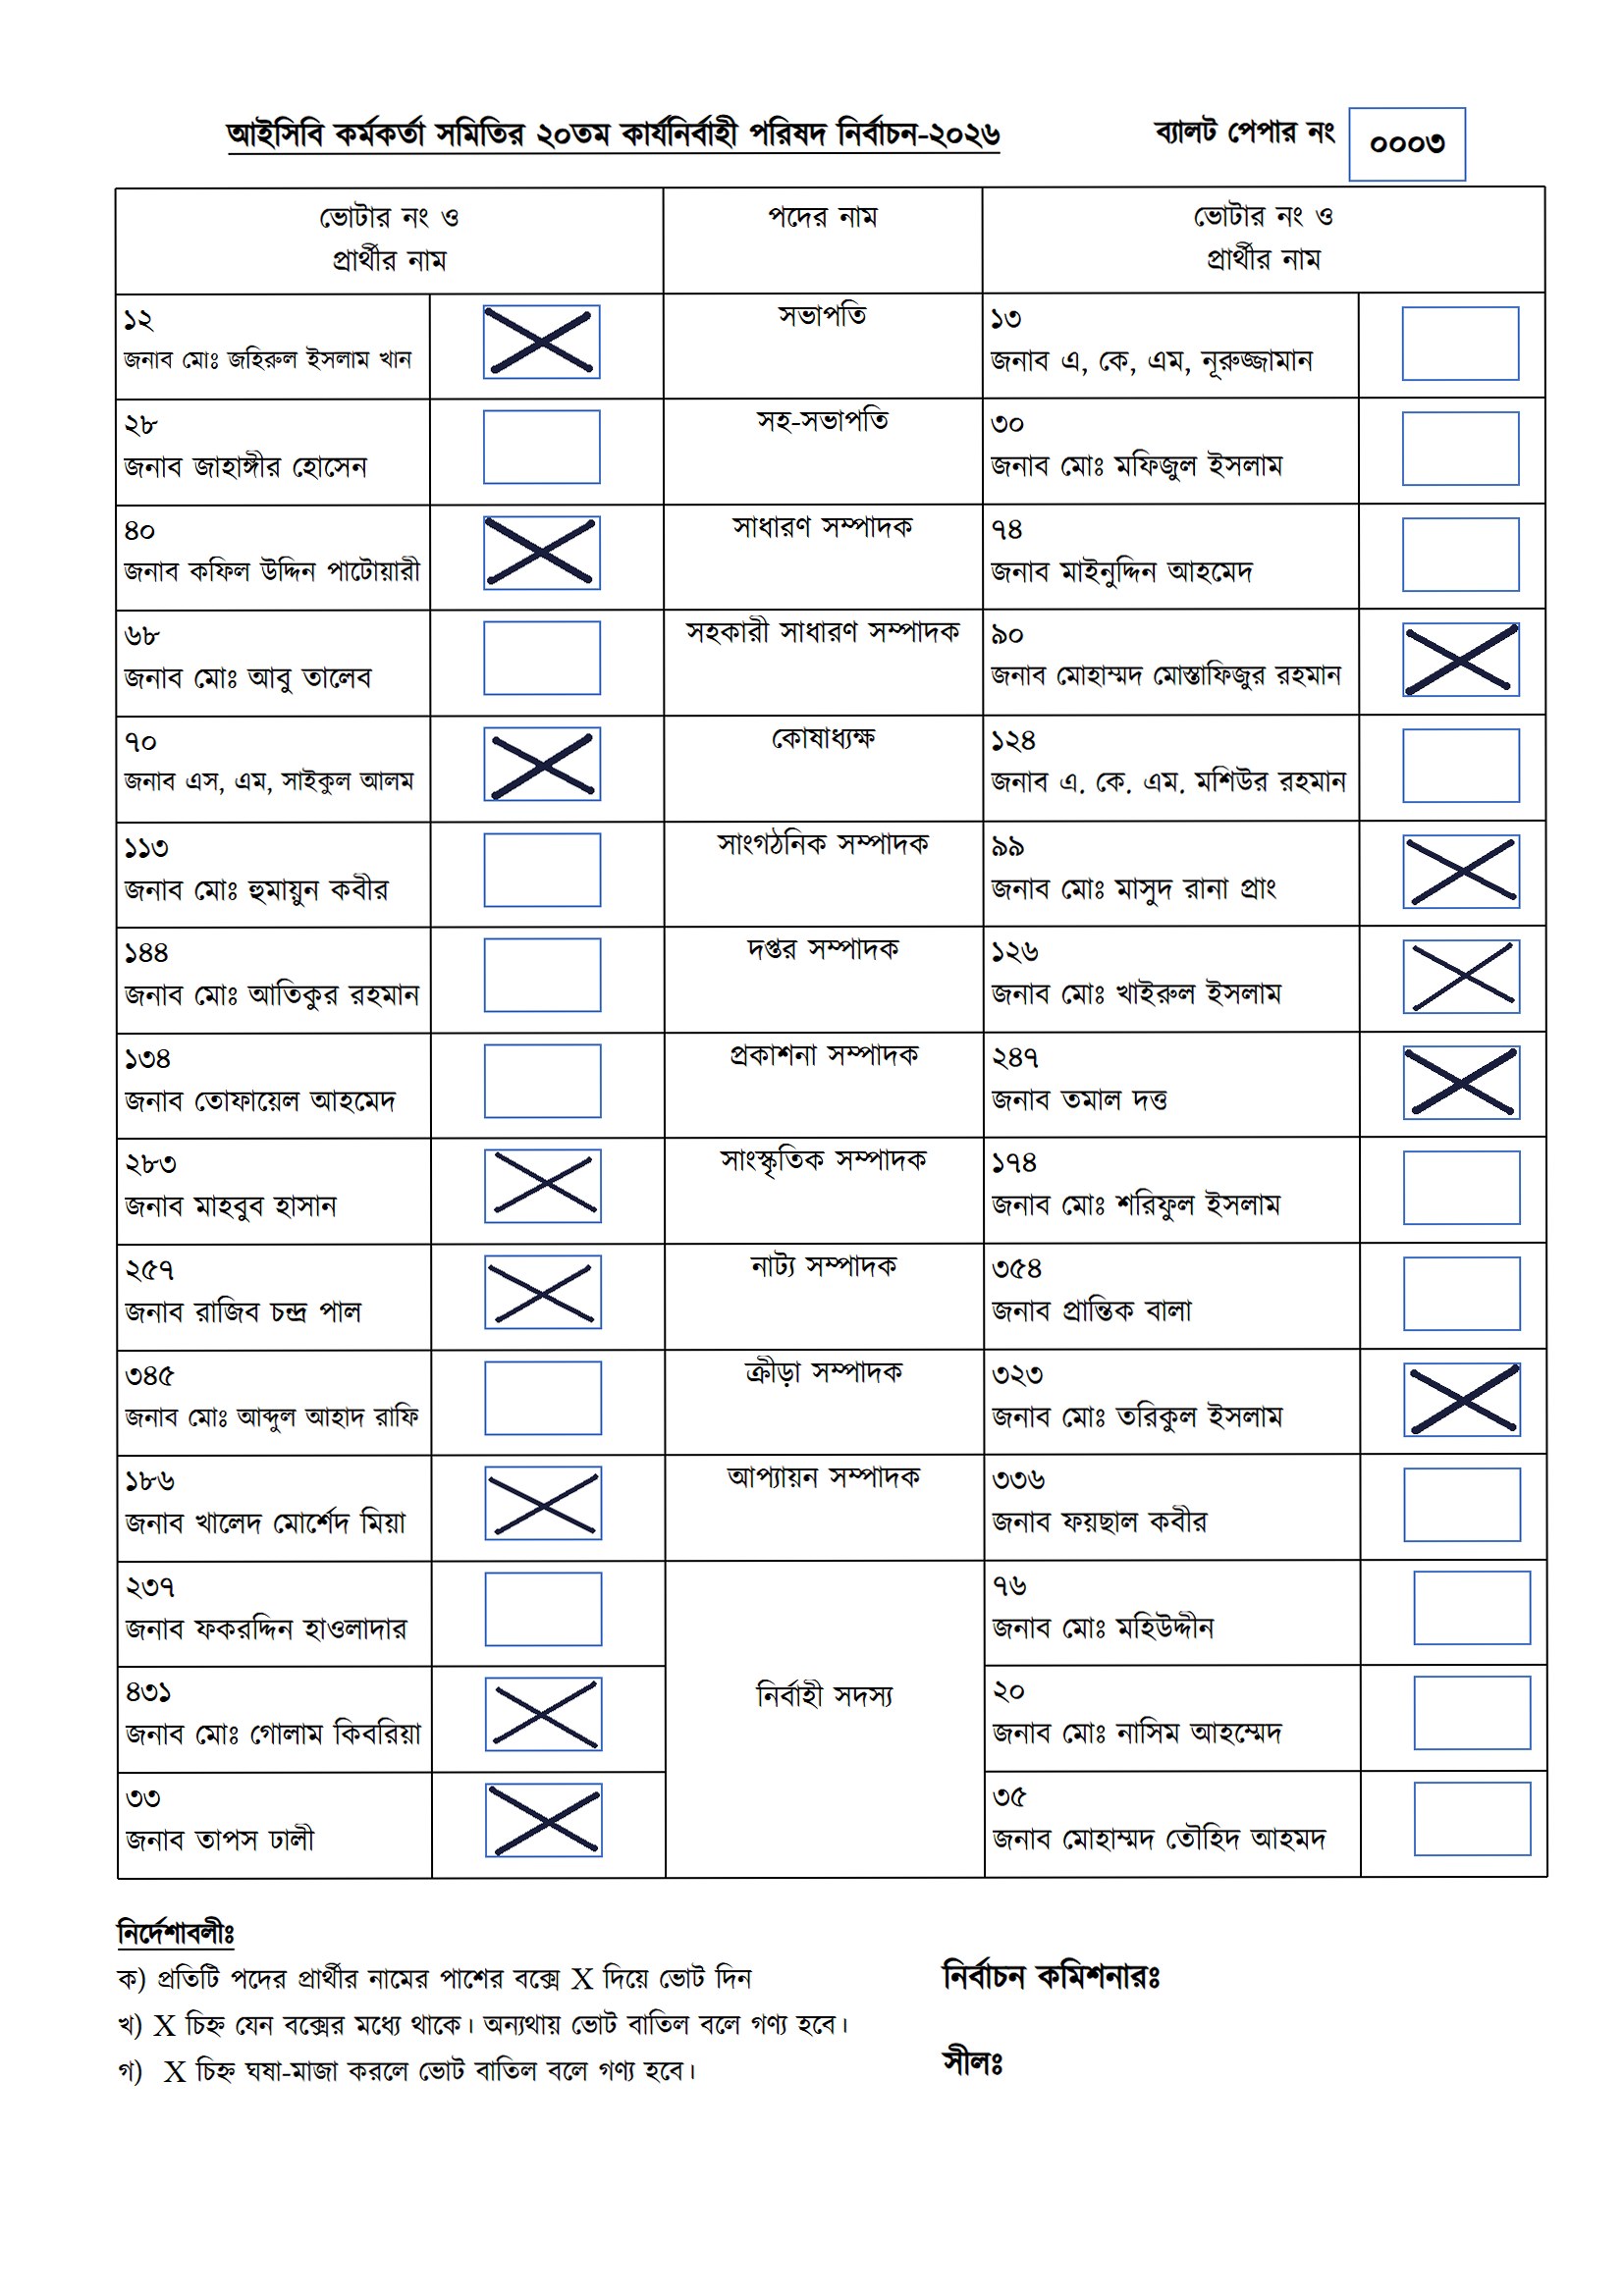 আইসিবি কর্মকর্তা সমিতির ২০তম কার্যনির্বাহী পরিষদ নির্বাচন-২০২৬
ব্যালট পেপার নং ০০০৩
ভোটার নং ও
প্রার্থীর নাম
পদের নাম
ভোটার নং ও
প্রার্থীর নাম
১২
জনাব মোঃ জহিরুল ইসলাম খান
সভাপতি
১৩
জনাব এ, কে, এম, নূরুজ্জামান
২৮
জনাব জাহাঙ্গীর হোসেন
সহ-সভাপতি
৩০
জনাব মোঃ মফিজুল ইসলাম
৪০
জনাব কফিল উদ্দিন পাটোয়ারী
সাধারণ সম্পাদক
৭৪
জনাব মাইনুদ্দিন আহমেদ
৬৮
জনাব মোঃ আবু তালেব
সহকারী সাধারণ সম্পাদক
৯০
জনাব মোহাম্মদ মোস্তাফিজুর রহমান
৭০
জনাব এস, এম, সাইকুল আলম
কোষাধ্যক্ষ
১২৪
জনাব এ. কে. এম. মশিউর রহমান
১১৩
জনাব মোঃ হুমায়ুন কবীর
সাংগঠনিক সম্পাদক
৯৯
জনাব মোঃ মাসুদ রানা প্রাং
১৪৪
জনাব মোঃ আতিকুর রহমান
দপ্তর সম্পাদক
১২৬
জনাব মোঃ খাইরুল ইসলাম
১৩৪
জনাব তোফায়েল আহমেদ
প্রকাশনা সম্পাদক
২৪৭
জনাব তমাল দত্ত
২৮৩
জনাব মাহবুব হাসান
সাংস্কৃতিক সম্পাদক
১৭৪
জনাব মোঃ শরিফুল ইসলাম
২৫৭
জনাব রাজিব চন্দ্র পাল
নাট্য সম্পাদক
৩৫৪
জনাব প্রান্তিক বালা
৩৪৫
জনাব মোঃ আব্দুল আহাদ রাফি
ক্রীড়া সম্পাদক
৩২৩
জনাব মোঃ তরিকুল ইসলাম
১৮৬
জনাব খালেদ মোর্শেদ মিয়া
আপ্যায়ন সম্পাদক
৩৩৬
জনাব ফয়ছাল কবীর
২৩৭
জনাব ফকরদ্দিন হাওলাদার
৭৬
জনাব মোঃ মহিউদ্দীন
৪৩১
জনাব মোঃ গোলাম কিবরিয়া
নির্বাহী সদস্য
২০
জনাব মোঃ নাসিম আহম্মেদ
৩৩
জনাব তাপস ঢালী
৩৫
জনাব মোহাম্মদ তৌহিদ আহমদ
নির্দেশাবলীঃ
ক) প্রতিটি পদের প্রার্থীর নামের পাশের বক্সে X দিয়ে ভোট দিন
খ) X চিহ্ন যেন বক্সের মধ্যে থাকে। অন্যথায় ভোট বাতিল বলে গণ্য হবে।
গ) X চিহ্ন ঘষা-মাজা করলে ভোট বাতিল বলে গণ্য হবে।
নির্বাচন কমিশনারঃ
সীলঃ